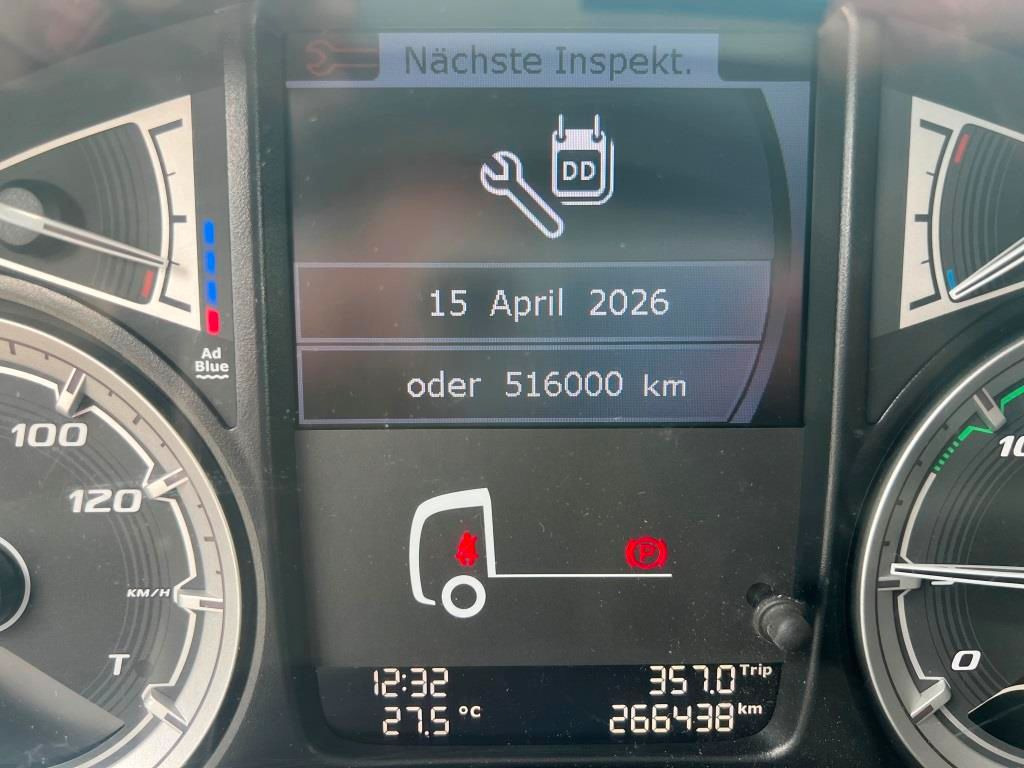 Nächste Inspekt.
DD
15 April 2026
oder 516000 km
Ad
Blue
100
120
KM/H
T
P
10
0
12:32
357.0 Trip
27.5 °C
266438 km